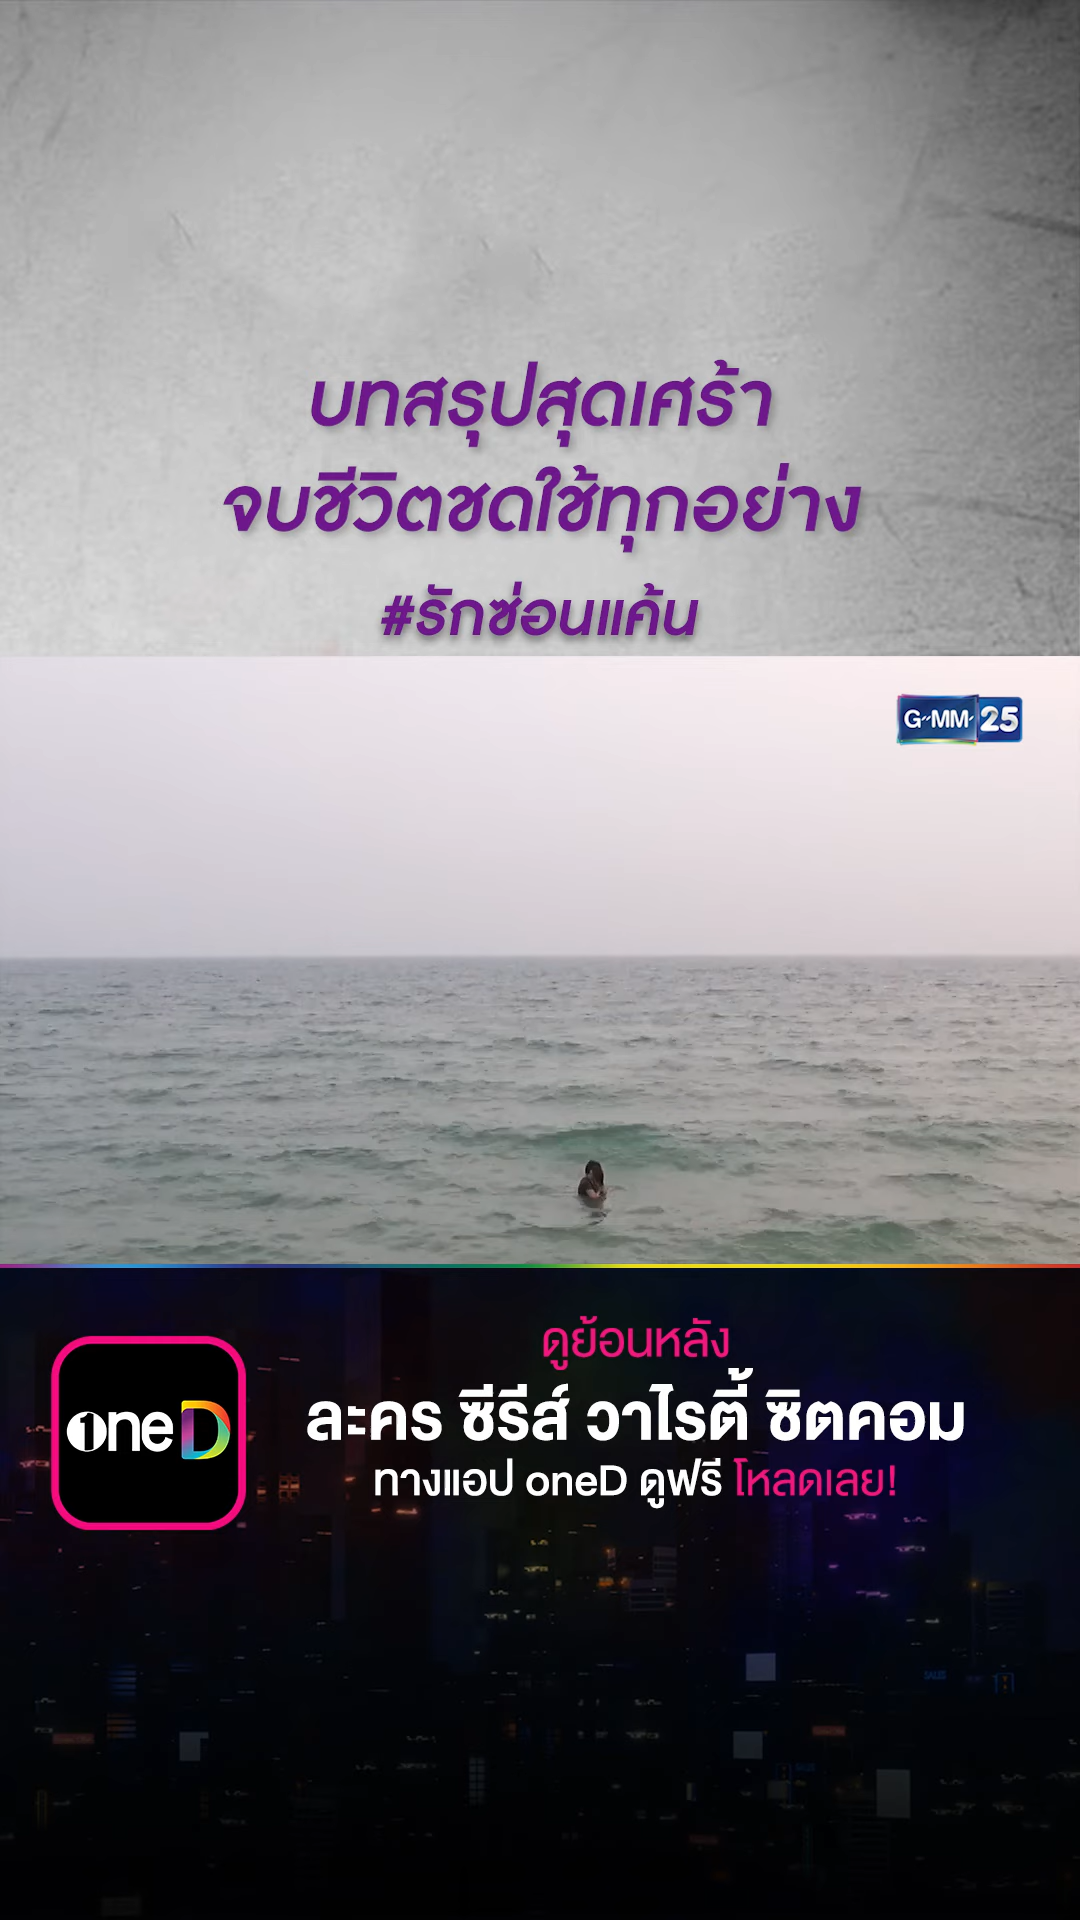 บทสรุปสุดเศร้า
จบชีวิตชดใช้ทุกอย่าง
#รักซ่อนแค้น
GMM 25
ดูย้อนหลัง
oneD
ละคร ซีรีส์ วาไรตี้ ซิตคอม
ทางแอป oneD ดูฟรี โหลดเลย!
SALES